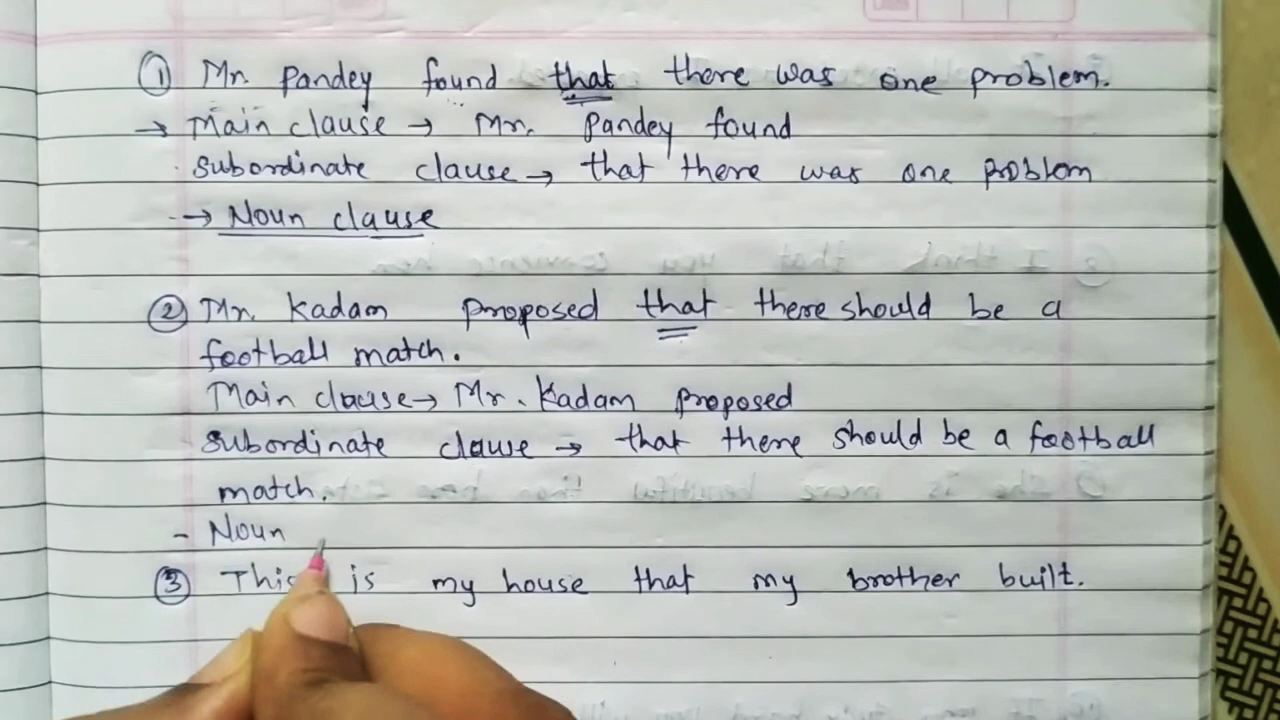 ① Mr. Pandey found that there was one problem.
→ Main clause → Mr. Pandey found
subordinate clause → that there was one problem
→ Noun clause
② Mr. Kadam proposed that there should be a
football match.
Main clause → Mr. Kadam proposed
subordinate clause → that there should be a football
match.
- Noun
③ This is my house that my brother built.